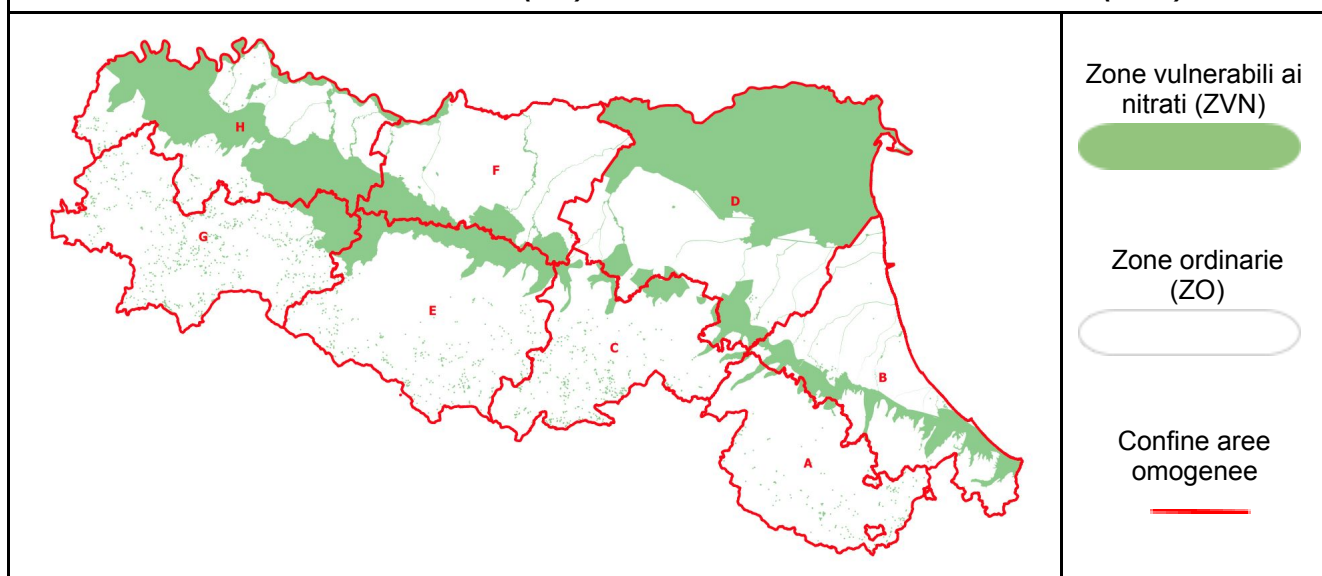 H
F
D
G
E
C
B
A
Zone vulnerabili ai
nitrati (ZVN)
Zone ordinarie
(ZO)
Confine aree
omogenee